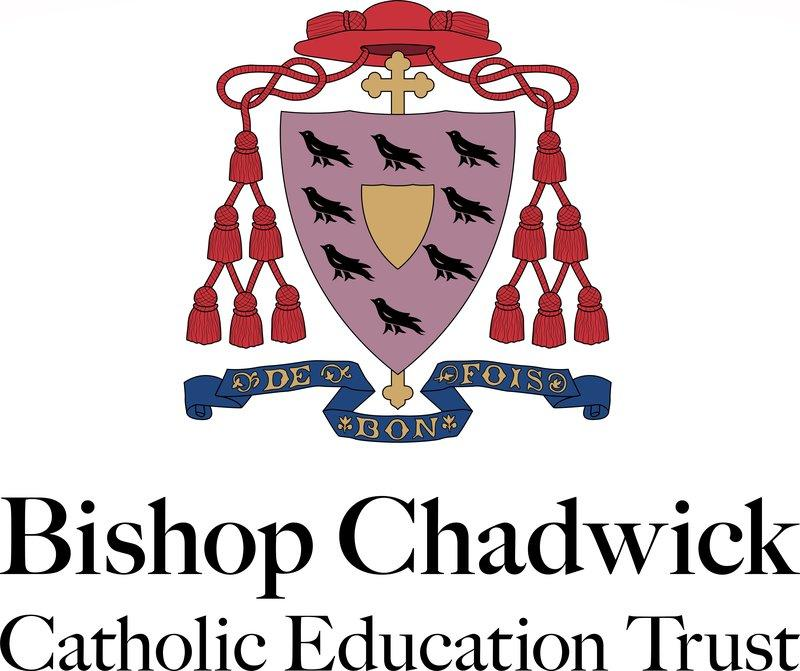 DE BON FOIS
Bishop Chadwick
Catholic Education Trust